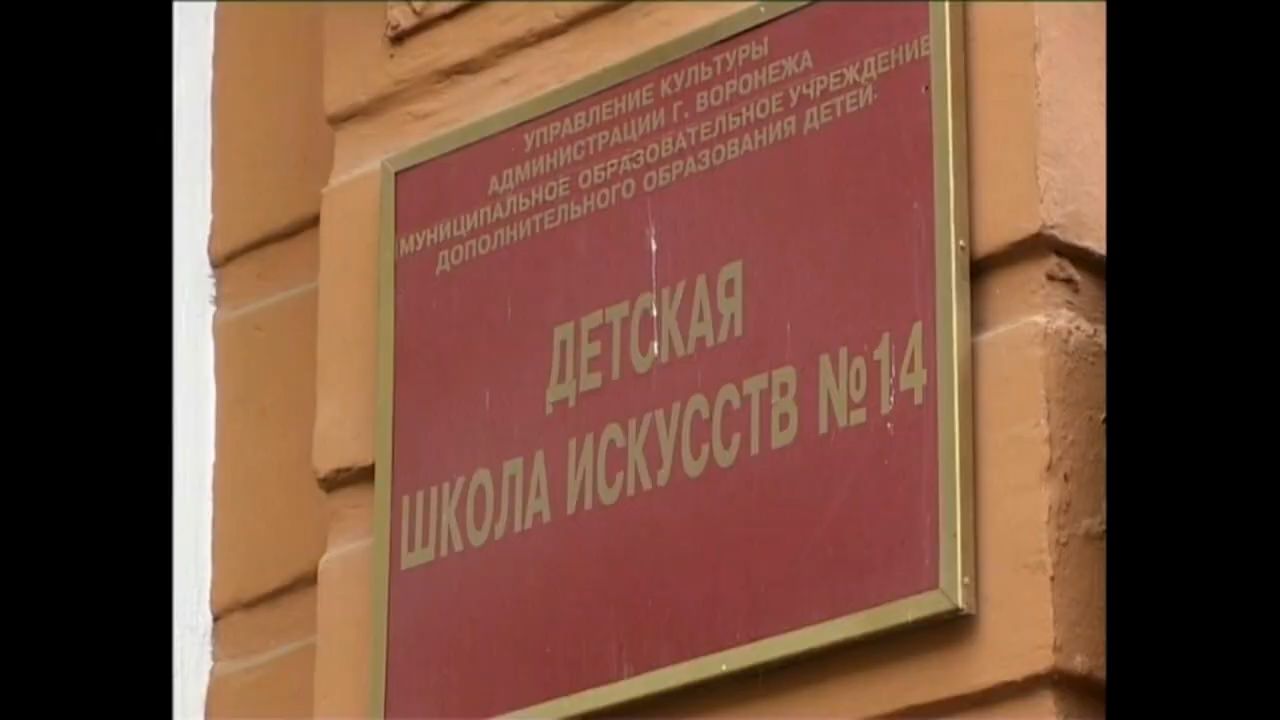 УПРАВЛЕНИЕ КУЛЬТУРЫ
АДМИНИСТРАЦИИ Г. ВОРОНЕЖА
МУНИЦИПАЛЬНОЕ ОБРАЗОВАТЕЛЬНОЕ УЧРЕЖДЕНИЕ
ДОПОЛНИТЕЛЬНОГО ОБРАЗОВАНИЯ ДЕТЕЙ
ДЕТСКАЯ
ШКОЛА ИСКУССТВ №14